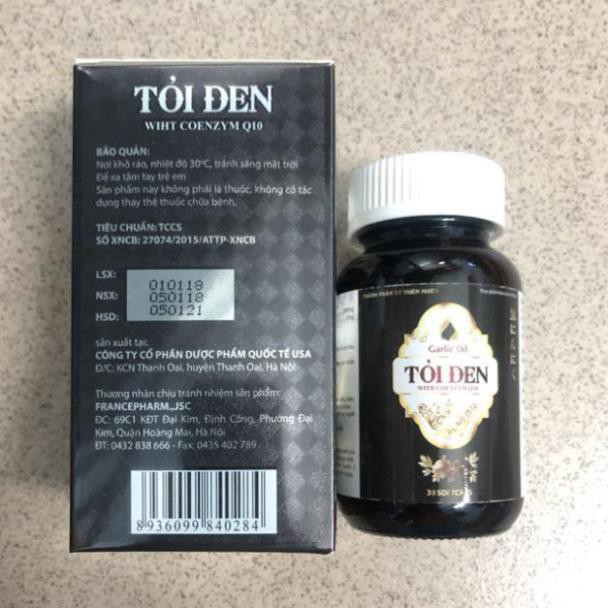 TỎI ĐEN
WIHT COENZYM Q10
BẢO QUẢN:
Nơi khô ráo, nhiệt độ 30°C, tránh sáng mặt trời
Để sa tầm tay trẻ em
Sản phẩm này không phải là thuốc, không có tác
dụng thay thế thuốc chữa bệnh.
TIÊU CHUẨN: TCCS
SỐ XNCB: 27074/2015/ATTP-XNCB
LSX: 010118
NSX: 050118
HSD: 050121
sản xuất tại:
CÔNG TY CỔ PHẦN DƯỢC PHẨM QUỐC TẾ USA
Đ/C: KCN Thanh Oai, huyện Thanh Oai, Hà Nội
Thương nhân chịu trách nhiệm sản phẩm:
FRANCEPHARM.,JSC
ĐC: 69C1 KĐT Đại Kim, Định Công, Phường Đại
Kim, Quận Hoàng Mai, Hà Nội
ĐT: 0432 838 666 - Fax: 0435 402 789
8 936099 840284
Garlic Oil
TỎI ĐEN
WITH COENZYM Q10
30 SOFTCAPS